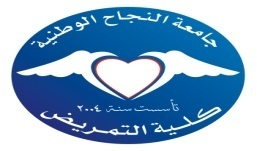 جامعة النجاح الوطنية
تأسست سنة ٢٠٠٤
كلية التمريض